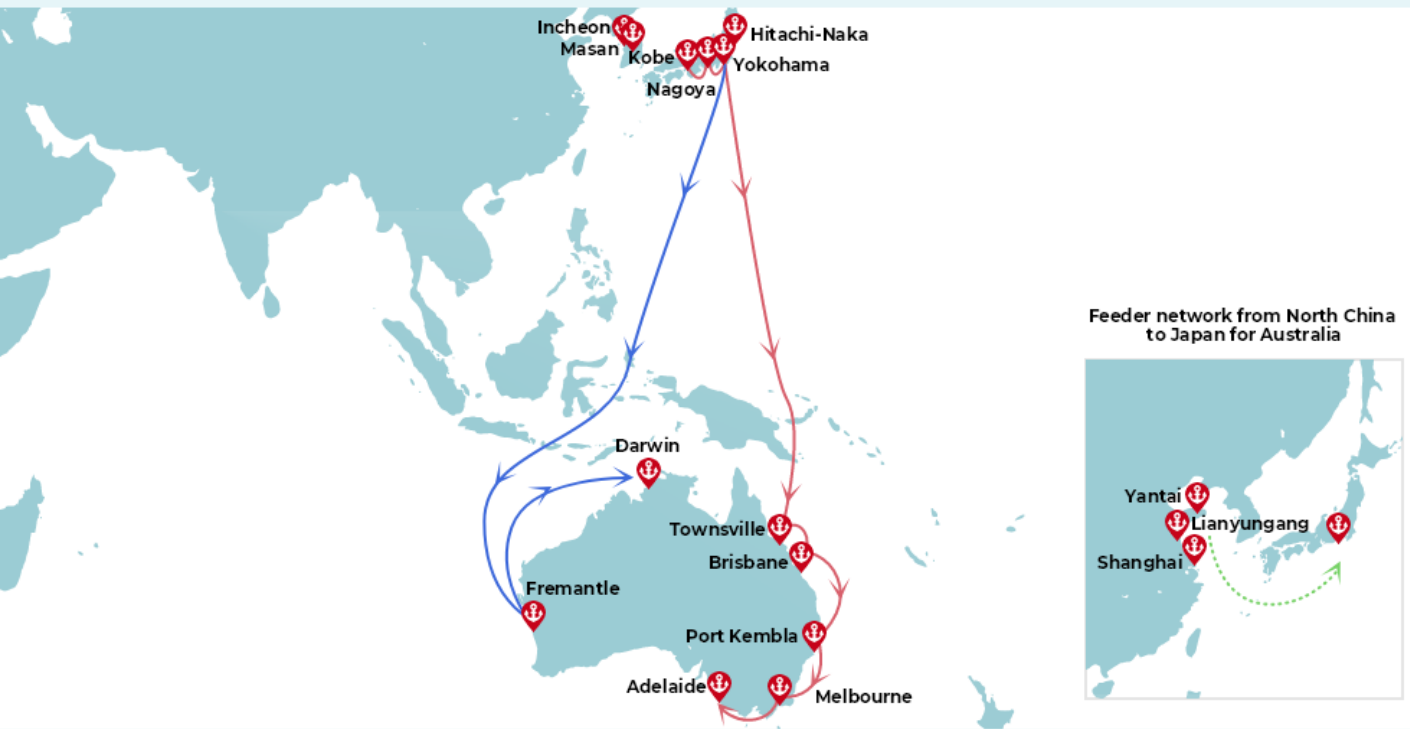 Incheon
Masan
Kobe
Nagoya
Hitachi-Naka
Yokohama
Darwin
Townsville
Brisbane
Fremantle
Port Kembla
Adelaide
Melbourne
Feeder network from North China
to Japan for Australia
Yantai
Lianyungang
Shanghai